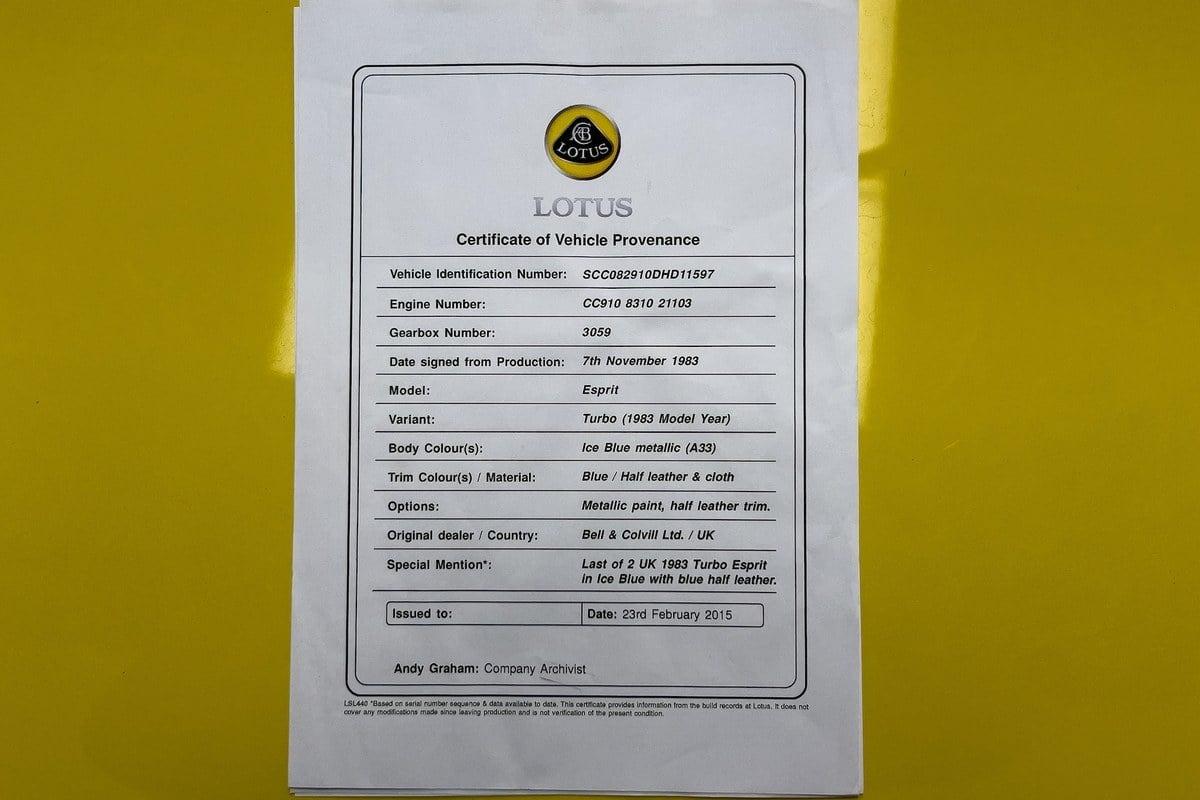 ACBC
LOTUS
LOTUS
Certificate of Vehicle Provenance
Vehicle Identification Number: SCC082910DHD11597
Engine Number: CC910 8310 21103
Gearbox Number: 3059
Date signed from Production: 7th November 1983
Model: Esprit
Variant: Turbo (1983 Model Year)
Body Colour(s): Ice Blue metallic (A33)
Trim Colour(s) / Material: Blue / Half leather & cloth
Options: Metallic paint, half leather trim.
Original dealer / Country: Bell & Colvill Ltd. / UK
Special Mention*: Last of 2 UK 1983 Turbo Esprit
in Ice Blue with blue half leather.
Issued to: Date: 23rd February 2015
Andy Graham: Company Archivist
LSL440 *Based on serial number sequence & data available to date. This certificate provides information from the build records at Lotus. It does not
cover any modifications made since leaving production and is not verification of the present condition.